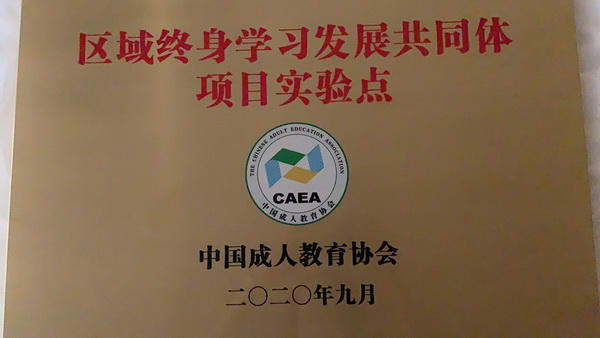 区域终身学习发展共同体
项目实验点
THE CHINESE ADULT EDUCATION ASSOCIATION
CAEA
中国成人教育协会
中国成人教育协会
二〇二〇年九月